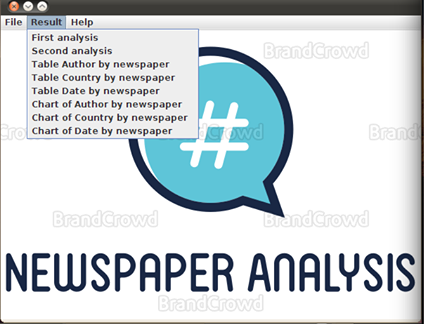 File Result Help
First analysis
Second analysis
Table Author by newspaper
Table Country by newspaper
Table Date by newspaper
Chart of Author by newspaper
Chart of Country by newspaper
Chart of Date by newspaper
BrandCrowd
BrandCrowd
Crowd
BrandCrowd
#
BrandCrowd
BrandCrowd
NEWSPAPER ANALYSIS
BrandCrowd